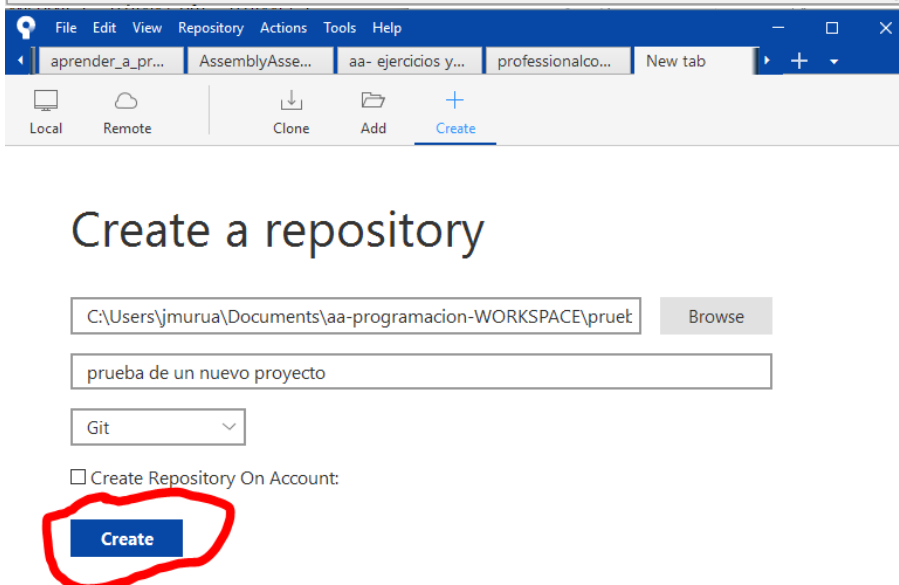 File Edit View Repository Actions Tools Help
aprender_a_pr... AssemblyAsse... aa- ejercicios y... professionalco... New tab
Local Remote Clone Add Create
Create a repository
C:\Users\jmurua\Documents\aa-programacion-WORKSPACE\prueb Browse
prueba de un nuevo proyecto
Git
Create Repository On Account:
Create